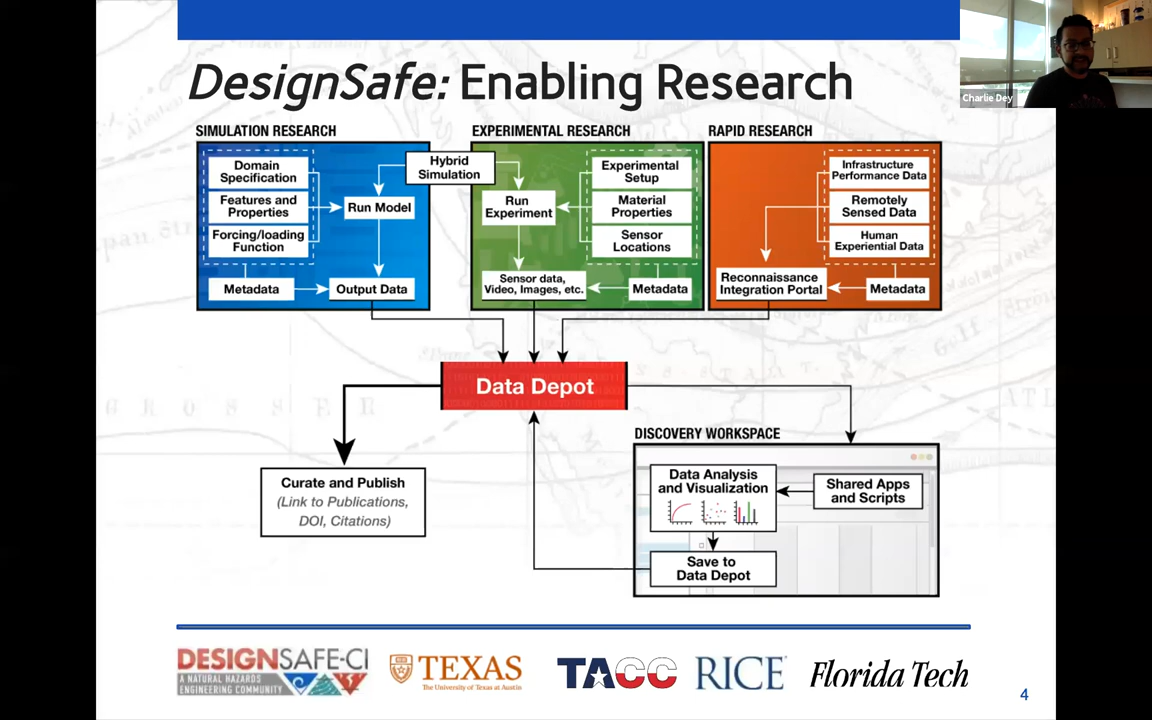 DesignSafe: Enabling Research
Charlie Dey
SIMULATION RESEARCH
Domain
Specification
Features and
Properties
Forcing/loading
Function
Metadata
Run Model
Output Data
Hybrid
Simulation
EXPERIMENTAL RESEARCH
Run
Experiment
Experimental
Setup
Material
Properties
Sensor
Locations
Sensor data,
Video, Images, etc.
Metadata
RAPID RESEARCH
Infrastructure
Performance Data
Remotely
Sensed Data
Human
Experiential Data
Reconnaissance
Integration Portal
Metadata
Data Depot
Curate and Publish
(Link to Publications,
DOI, Citations)
DISCOVERY WORKSPACE
Data Analysis
and Visualization
Shared Apps
and Scripts
Save to
Data Depot
DESIGNSAFE-CI
A NATURAL HAZARDS
ENGINEERING COMMUNITY
TEXAS
The University of Texas at Austin
TACC
RICE
Florida Tech
4